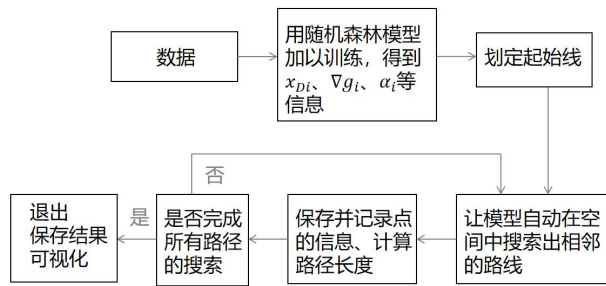 数据
用随机森林模型
加以训练，得到
x_{Di}、∇g_i、α_i等
信息
划定起始线
否
退出
保存结果
可视化
是
是否完成
所有路径
的搜索
保存并记录点
的信息、计算
路径长度
让模型自动在空
间中搜索出相邻
的路线